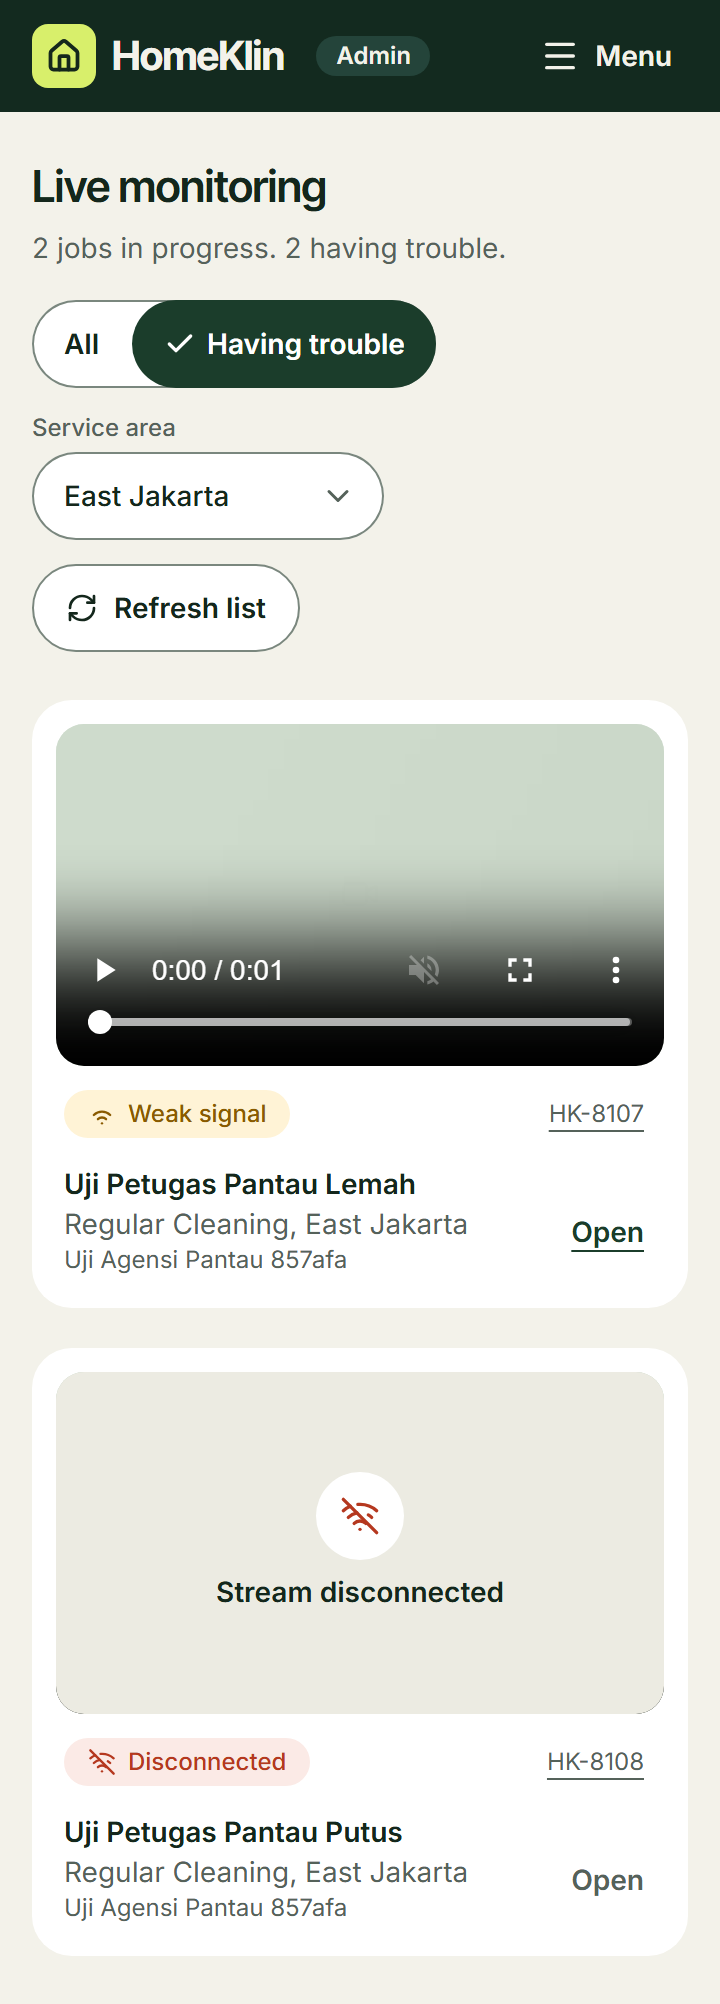 HomeKlin Admin Menu
Live monitoring
2 jobs in progress. 2 having trouble.
All Having trouble
Service area
East Jakarta
Refresh list
0:00 / 0:01
Weak signal HK-8107
Uji Petugas Pantau Lemah
Regular Cleaning, East Jakarta
Open
Uji Agensi Pantau 857afa
Stream disconnected
Disconnected HK-8108
Uji Petugas Pantau Putus
Regular Cleaning, East Jakarta
Open
Uji Agensi Pantau 857afa